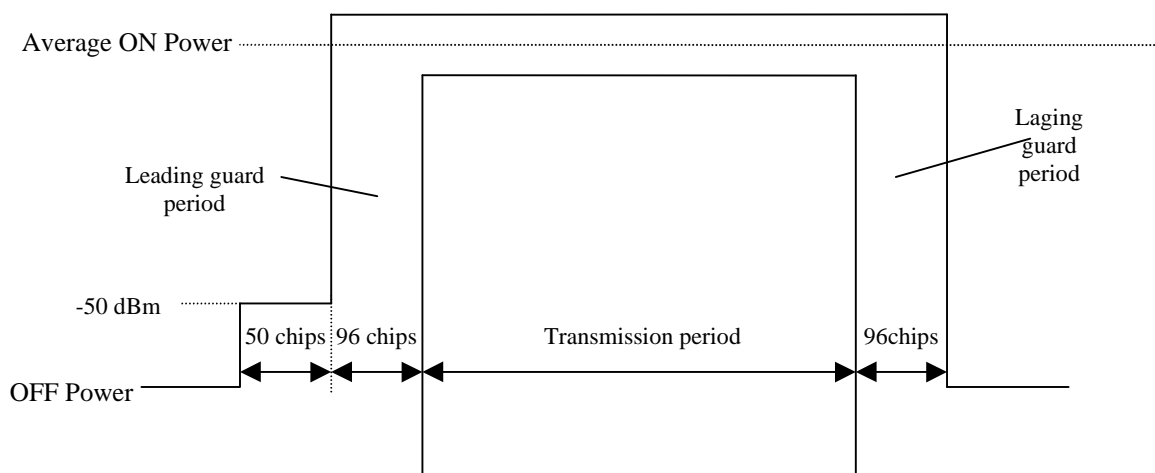 Average ON Power
Laging
guard
period
Leading guard
period
-50 dBm
50 chips
96 chips
Transmission period
96chips
OFF Power